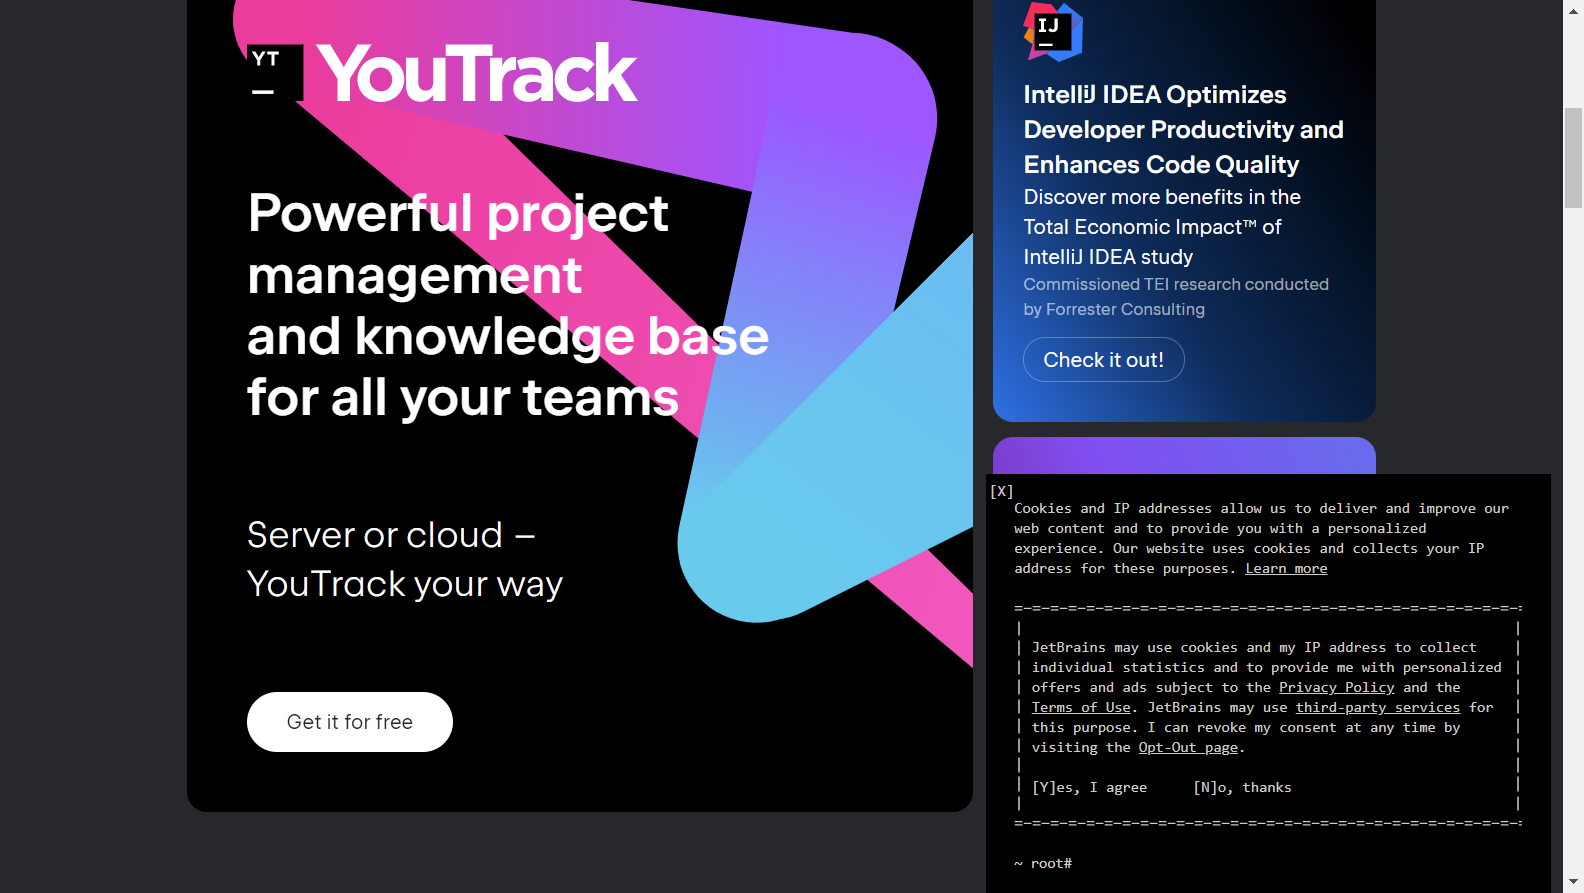 YT
YouTrack
Powerful project
management
and knowledge base
for all your teams
Server or cloud –
YouTrack your way
Get it for free
IJ
IntelliJ IDEA Optimizes
Developer Productivity and
Enhances Code Quality
Discover more benefits in the
Total Economic Impact™ of
IntelliJ IDEA study
Commissioned TEI research conducted
by Forrester Consulting
Check it out!
[X]
Cookies and IP addresses allow us to deliver and improve our
web content and to provide you with a personalized
experience. Our website uses cookies and collects your IP
address for these purposes. Learn more
JetBrains may use cookies and my IP address to collect
individual statistics and to provide me with personalized
offers and ads subject to the Privacy Policy and the
Terms of Use. JetBrains may use third-party services for
this purpose. I can revoke my consent at any time by
visiting the Opt-Out page.
[Y]es, I agree [N]o, thanks
~ root#